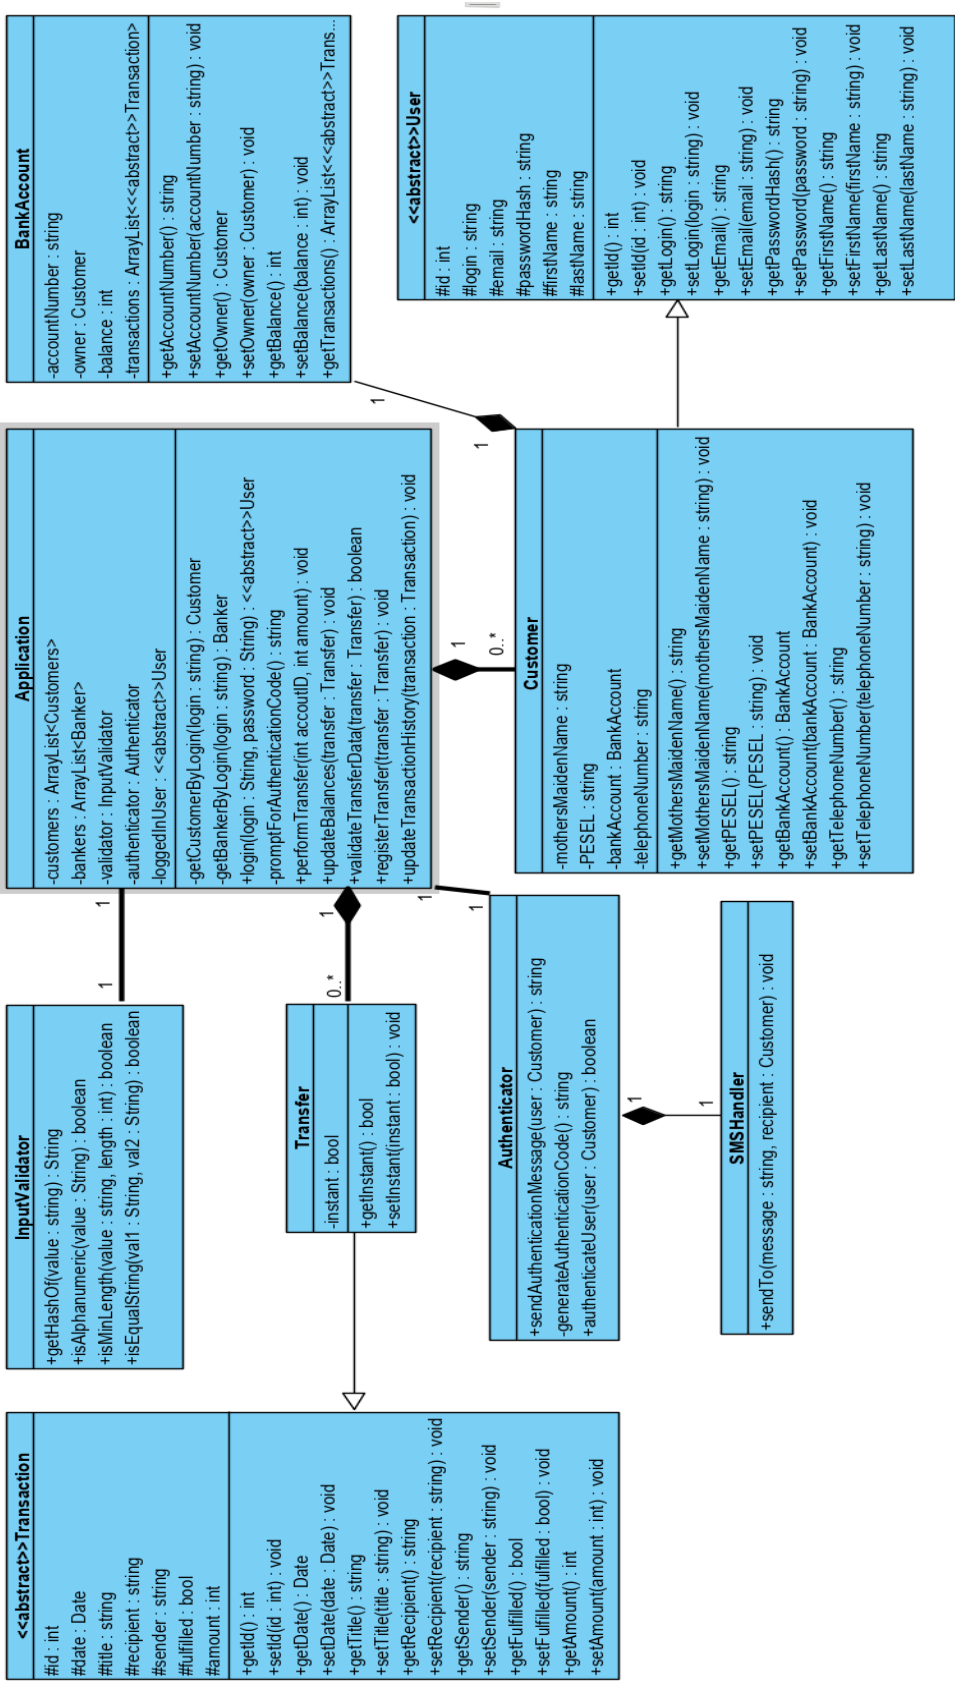 <<abstract>>Transaction
#id : int
#date : Date
#title : string
#recipient : string
#sender : string
#fulfilled : bool
#amount : int
+getId() : int
+setId(id : int) : void
+getDate() : Date
+setDate(date : Date) : void
+getTitle() : string
+setTitle(title : string) : void
+getRecipient() : string
+setRecipient(recipient : string) : void
+getSender() : string
+setSender(sender : string) : void
+getFulfilled() : bool
+setFulfilled(fulfilled : bool) : void
+getAmount() : int
+setAmount(amount : int) : void
InputValidator
+getHashOf(value : string) : String
+isAlphanumeric(value : String) : boolean
+isMinLength(value : string, length : int) : boolean
+isEqualString(val1 : String, val2 : String) : boolean
1
1
Application
-customers : ArrayList<Customers>
-bankers : ArrayList<Banker>
-validator : InputValidator
-authenticator : Authenticator
-loggedInUser : <<abstract>>User
-getCustomerByLogin(login : string) : Customer
-getBankerByLogin(login : string) : Banker
+login(login : String, password : String) : <<abstract>>User
-promptForAuthenticationCode() : string
+performTransfer(int accoutID, int amount) : void
+updateBalances(transfer : Transfer) : void
+validateTransferData(transfer : Transfer) : boolean
+registerTransfer(transfer : Transfer) : void
+updateTransactionHistory(transaction : Transaction) : void
BankAccount
-accountNumber : string
-owner : Customer
-balance : int
-transactions : ArrayList<<abstract>>Transaction>
+getAccountNumber() : string
+setAccountNumber(accountNumber : string) : void
+getOwner() : Customer
+setOwner(owner : Customer) : void
+getBalance() : int
+setBalance(balance : int) : void
+getTransactions() : ArrayList<<<abstract>>Trans...
Transfer
-instant : bool
+getInstant() : bool
+setInstant(instant : bool) : void
0..*
1
1
1
Authenticator
+sendAuthenticationMessage(user : Customer) : string
-generateAuthenticationCode() : string
+authenticateUser(user : Customer) : boolean
1
1
SMSHandler
+sendTo(message : string, recipient : Customer) : void
1
0..*
1
1
Customer
-mothersMaidenName : string
-PESEL : string
-bankAccount : BankAccount
-telephoneNumber : string
+getMothersMaidenName() : string
+setMothersMaidenName(mothersMaidenName : string) : void
+getPESEL() : string
+setPESEL(PESEL : string) : void
+getBankAccount() : BankAccount
+setBankAccount(bankAccount : BankAccount) : void
+getTelephoneNumber() : string
+setTelephoneNumber(telephoneNumber : string) : void
<<abstract>>User
#id : int
#login : string
#email : string
#passwordHash : string
#firstName : string
#lastName : string
+getId() : int
+setId(id : int) : void
+getLogin() : string
+setLogin(login : string) : void
+getEmail() : string
+setEmail(email : string) : void
+getPasswordHash() : string
+setPassword(password : string) : void
+getFirstName() : string
+setFirstName(firstName : string) : void
+getLastName() : string
+setLastName(lastName : string) : void